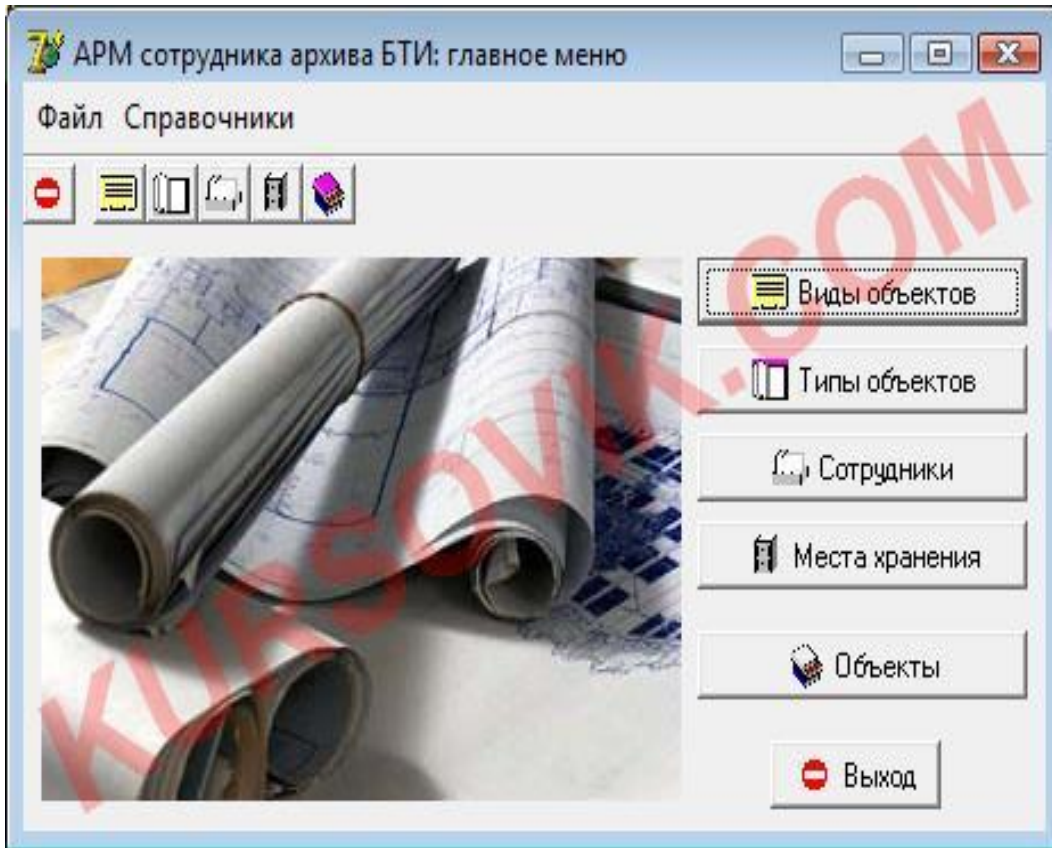 АРМ сотрудника архива БТИ: главное меню
Файл Справочники
Виды объектов
Типы объектов
Сотрудники
Места хранения
Объекты
Выход
KURSOVIK.COM